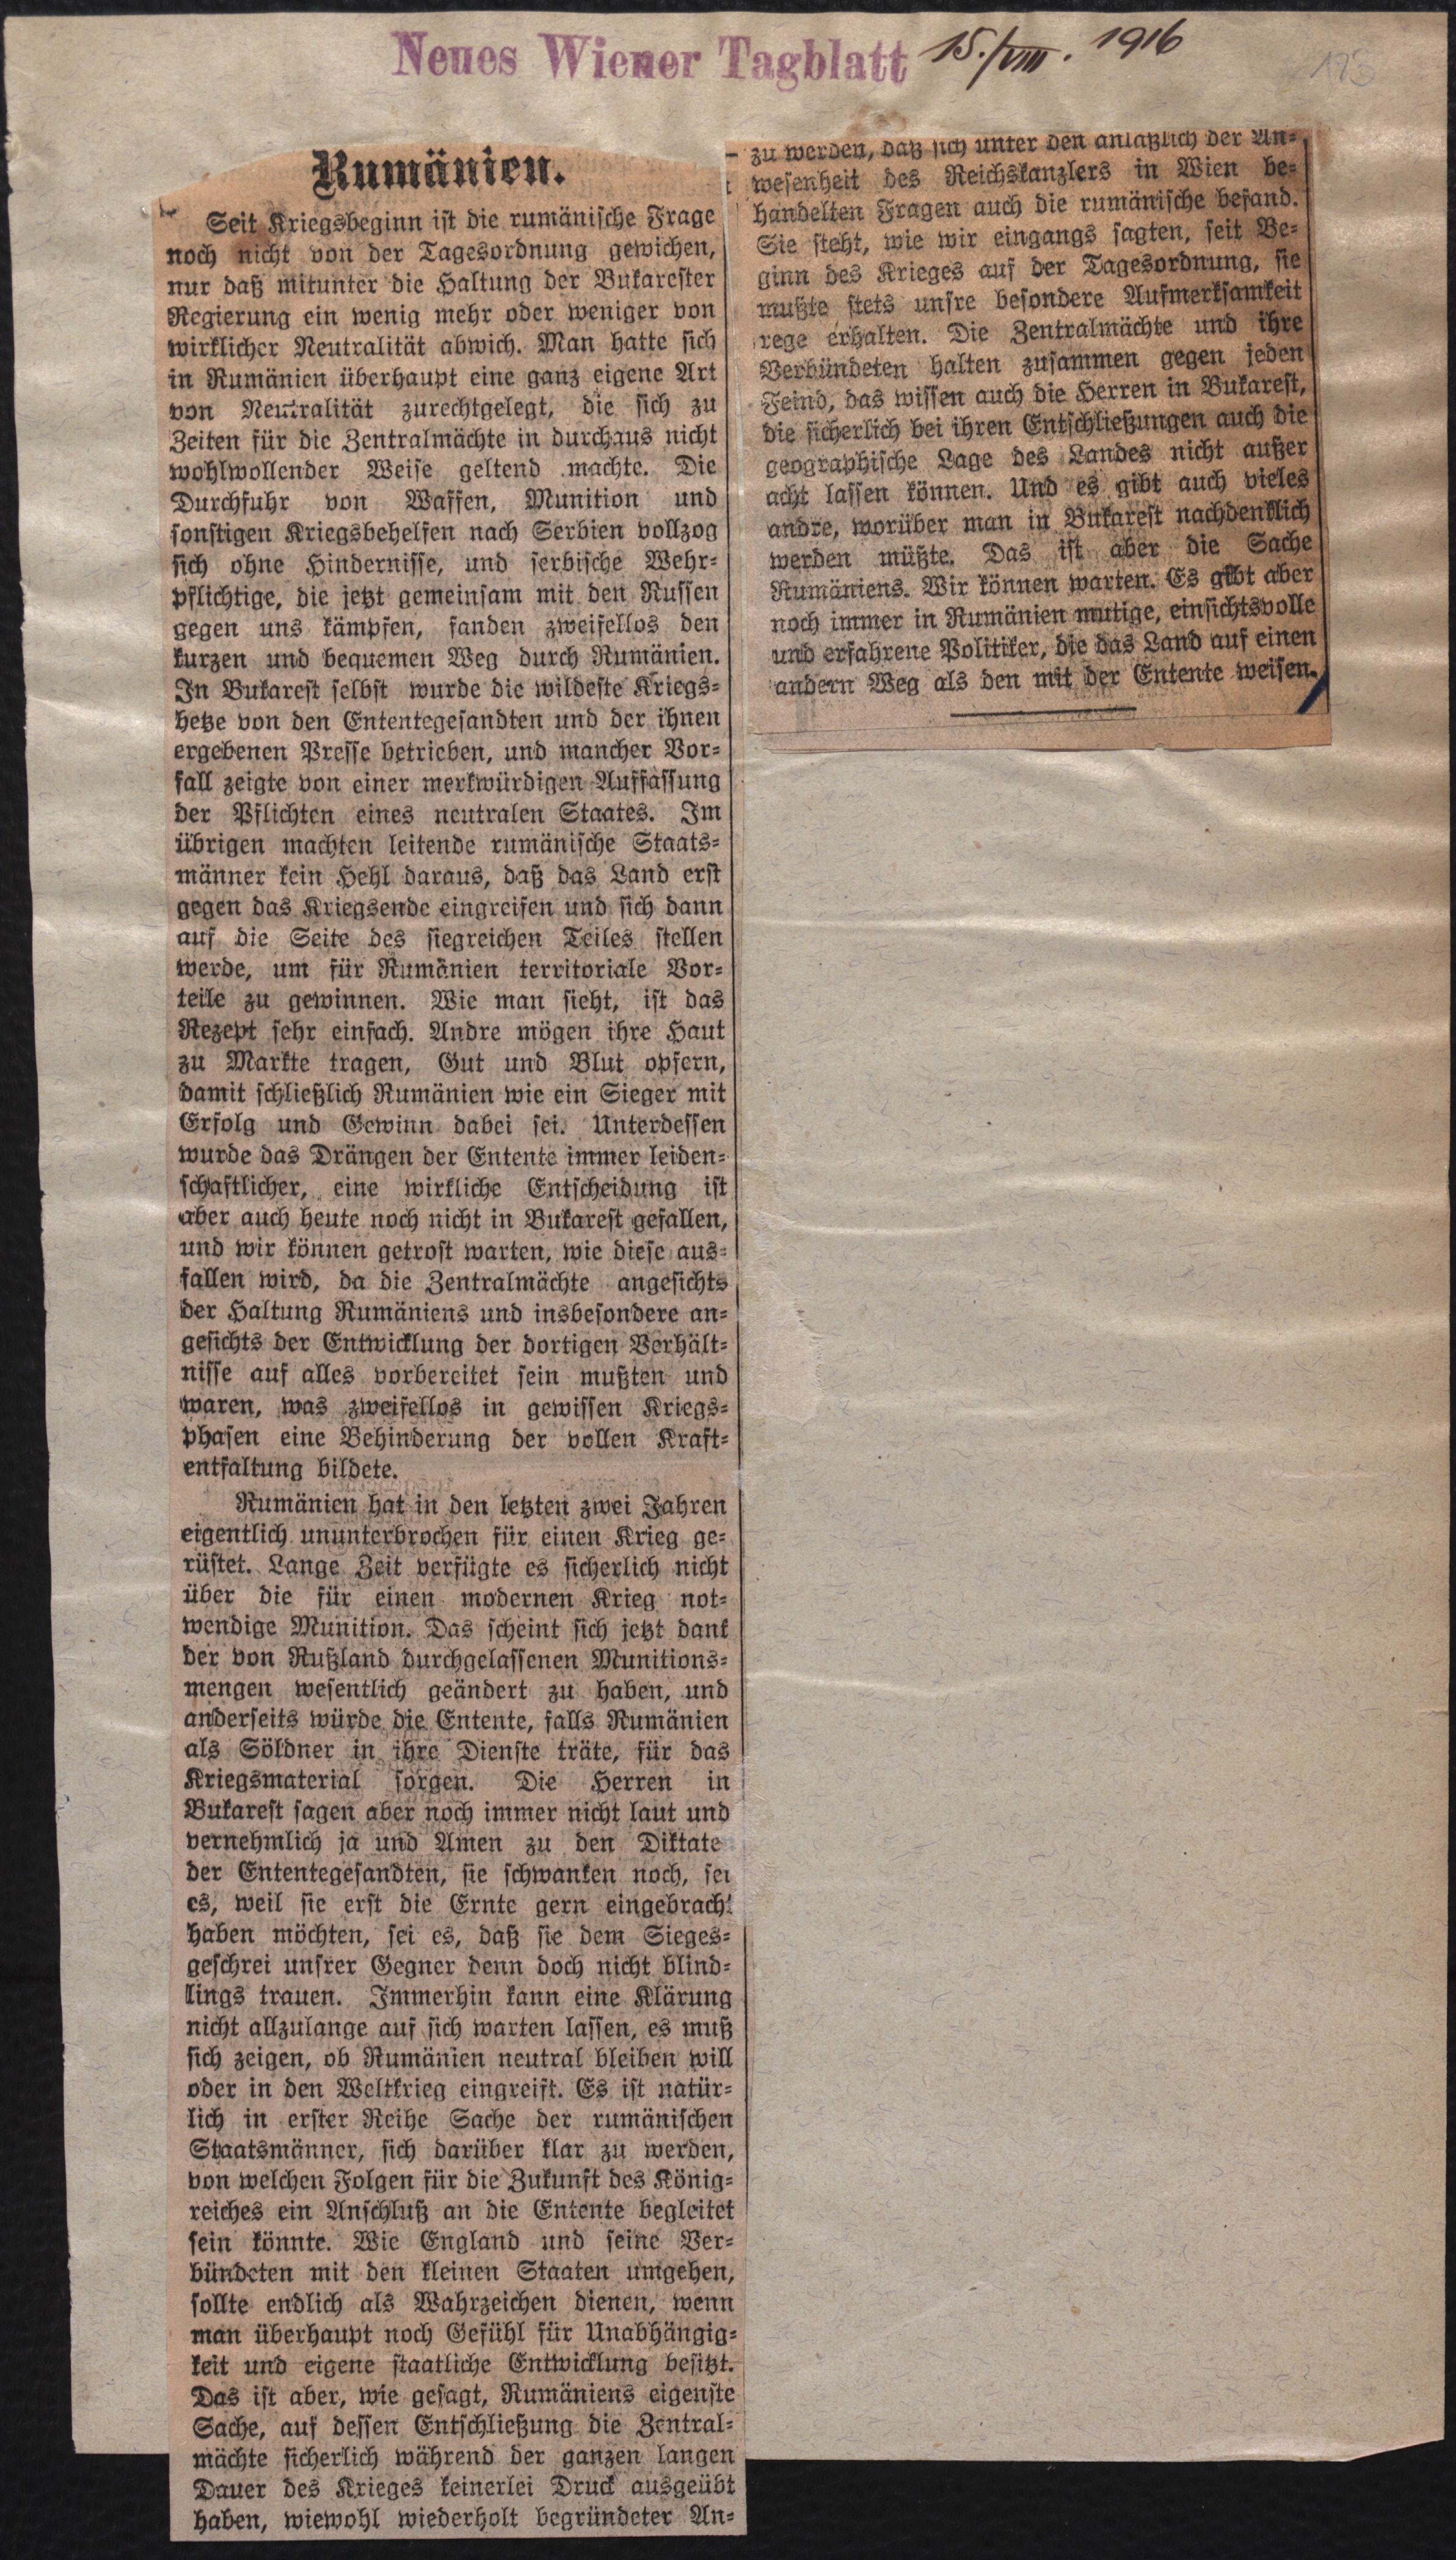 Neues Wiener Tagblatt 15./VIII. 1916
Rumänien.
Seit Kriegsbeginn ist die rumänische Frage
noch nicht von der Tagesordnung gewichen,
nur daß mitunter die Haltung der Bukarester
Regierung ein wenig mehr oder weniger von
wirklicher Neutralität abwich. Man hatte sich
in Rumänien überhaupt eine ganz eigene Art
von Neutralität zurechtgelegt, die sich zu
Zeiten für die Zentralmächte in durchaus nicht
wohlwollender Weise geltend machte. Die
Durchfuhr von Waffen, Munition und
sonstigen Kriegsbehelfen nach Serbien vollzog
sich ohne Hindernisse, und serbische Wehr-
pflichtige, die jetzt gemeinsam mit den Russen
gegen uns kämpfen, fanden zweifellos den
kurzen und bequemen Weg durch Rumänien.
In Bukarest selbst wurde die wildeste Kriegs-
hetze von den Ententegesandten und der ihnen
ergebenen Presse betrieben, und mancher Vor-
fall zeigte von einer merkwürdigen Auffassung
der Pflichten eines neutralen Staates. Im
übrigen machten leitende rumänische Staats-
männer kein Hehl daraus, daß das Land erst
gegen das Kriegsende eingreifen und sich dann
auf die Seite des siegreichen Teiles stellen
werde, um für Rumänien territoriale Vor-
teile zu gewinnen. Wie man sieht, ist das
Rezept sehr einfach. Andre mögen ihre Haut
zu Markte tragen, Gut und Blut opfern,
damit schließlich Rumänien wie ein Sieger mit
Erfolg und Gewinn dabei sei. Unterdessen
wurde das Drängen der Entente immer leiden-
schaftlicher, eine wirkliche Entscheidung ist
aber auch heute noch nicht in Bukarest gefallen,
und wir können getrost warten, wie diese aus-
fallen wird, da die Zentralmächte angesichts
der Haltung Rumäniens und insbesondere an-
gesichts der Entwicklung der dortigen Verhält-
nisse auf alles vorbereitet sein mußten und
waren, was zweifellos in gewissen Kriegs-
phasen eine Behinderung der vollen Kraft-
entfaltung bildete.
Rumänien hat in den letzten zwei Jahren
eigentlich ununterbrochen für einen Krieg ge-
rüstet. Lange Zeit verfügte es sicherlich nicht
über die für einen modernen Krieg not-
wendige Munition. Das scheint sich jetzt dank
der von Rußland durchgelassenen Munitions-
mengen wesentlich geändert zu haben, und
anderseits würde die Entente, falls Rumänien
als Söldner in ihre Dienste träte, für das
Kriegsmaterial sorgen. Die Herren in
Bukarest sagen aber noch immer nicht laut und
vernehmlich ja und Amen zu den Diktate
der Ententegesandten, sie schwanken noch, sei
es, weil sie erst die Ernte gern eingebracht
haben möchten, sei es, daß sie dem Sieges-
geschrei unsrer Gegner denn doch nicht blind-
lings trauen. Immerhin kann eine Klärung
nicht allzulange auf sich warten lassen, es muß
sich zeigen, ob Rumänien neutral bleiben will
oder in den Weltkrieg eingreift. Es ist natür-
lich in erster Reihe Sache der rumänischen
Staatsmänner, sich darüber klar zu werden,
von welchen Folgen für die Zukunft des König-
reiches ein Anschluß an die Entente begleitet
sein könnte. Wie England und seine Ver-
bündeten mit den kleinen Staaten umgehen,
sollte endlich als Wahrzeichen dienen, wenn
man überhaupt noch Gefühl für Unabhängig-
keit und eigene staatliche Entwicklung besitzt.
Das ist aber, wie gesagt, Rumäniens eigenste
Sache, auf dessen Entschließung die Zentral-
mächte sicherlich während der ganzen langen
Dauer des Krieges keinerlei Druck ausgeübt
haben, wiewohl wiederholt begründeter An-
zu werden, daß sich unter den anläßlich der An-
wesenheit des Reichskanzlers in Wien be-
handelten Fragen auch die rumänische befand.
Sie steht, wie wir eingangs sagten, seit Be-
ginn des Krieges auf der Tagesordnung, sie
mußte stets unsre besondere Aufmerksamkeit
rege erhalten. Die Zentralmächte und ihre
Verbündeten halten zusammen gegen jeden
Feind, das wissen auch die Herren in Bukarest,
die sicherlich bei ihren Entschließungen auch die
geographische Lage des Landes nicht außer
acht lassen können. Und es gibt auch vieles
andre, worüber man in Bukarest nachdenklich
werden müßte. Das ist aber die Sache
Rumäniens. Wir können warten. Es gibt aber
noch immer in Rumänien mutige, einsichtsvolle
und erfahrene Politiker, die das Land auf einen
andern Weg als den mit der Entente weisen.